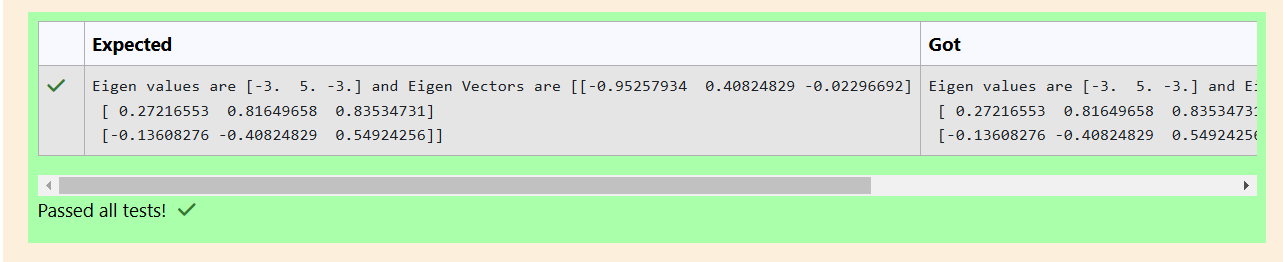 Expected Got
Eigen values are [-3.  5. -3.] and Eigen Vectors are [[-0.95257934  0.40824829 -0.02296692] Eigen values are [-3.  5. -3.] and
[ 0.27216553  0.81649658  0.83534731] [ 0.27216553  0.81649658  0.8353473
[-0.13608276 -0.40824829  0.54924256]] [-0.13608276 -0.40824829  0.5492425
Passed all tests!